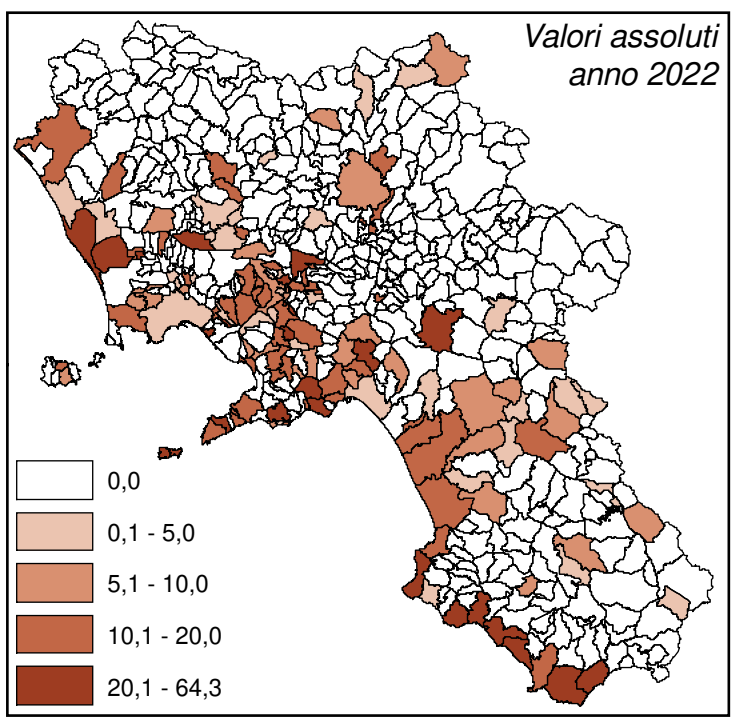 Valori assoluti
anno 2022
0,0
0,1 - 5,0
5,1 - 10,0
10,1 - 20,0
20,1 - 64,3